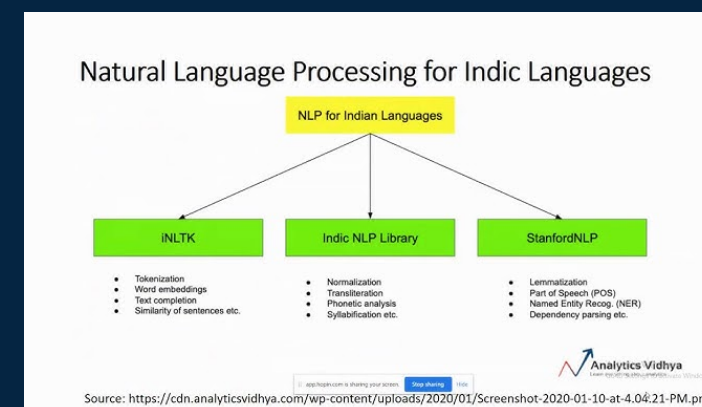 Natural Language Processing for Indic Languages
NLP for Indian Languages
iNLTK
Indic NLP Library
StanfordNLP
• Tokenization
• Word embeddings
• Text completion
• Similarity of sentences etc.
• Normalization
• Transliteration
• Phonetic analysis
• Syllabification etc.
• Lemmatization
• Part of Speech (POS)
• Named Entity Recog. (NER)
• Dependency parsing etc.
Analytics Vidhya
app.hopin.com is sharing your screen.
Stop sharing
Hide
Source: https://cdn.analyticsvidhya.com/wp-content/uploads/2020/01/Screenshot-2020-01-10-at-4.04.21-PM.pn